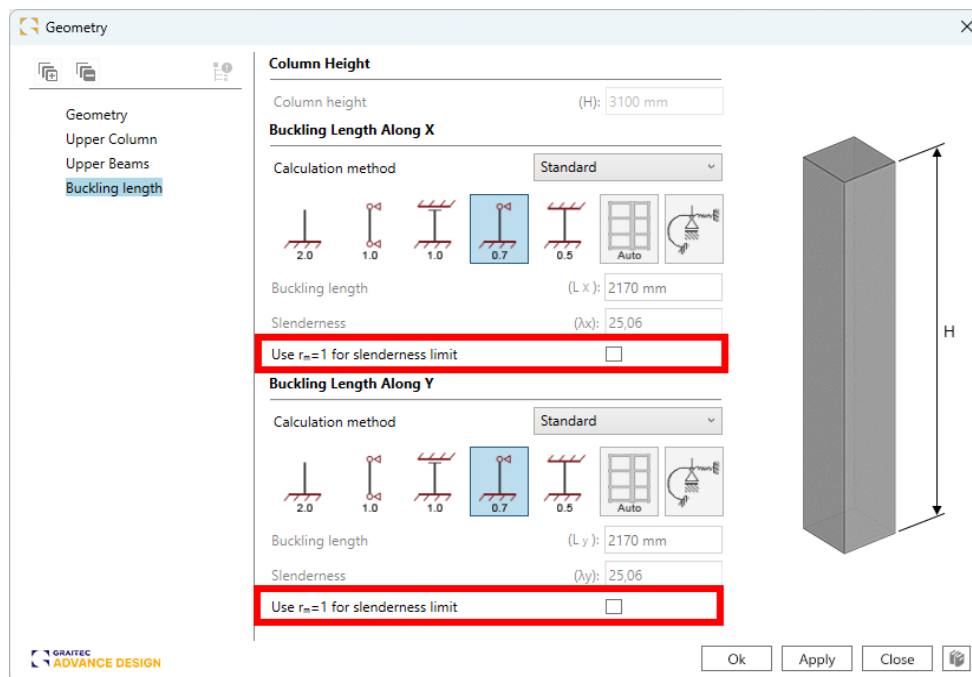 Geometry
Geometry
Upper Column
Upper Beams
Buckling length
Column Height
Column height (H): 3100 mm
Buckling Length Along X
Calculation method Standard
2.0 1.0 1.0 0.7 0.5 Auto
Buckling length (L x ): 2170 mm
Slenderness (λx): 25,06
Use rₘ=1 for slenderness limit
Buckling Length Along Y
Calculation method Standard
2.0 1.0 1.0 0.7 0.5 Auto
Buckling length (L y ): 2170 mm
Slenderness (λy): 25,06
Use rₘ=1 for slenderness limit
H
GRAITEC
ADVANCE DESIGN
Ok Apply Close